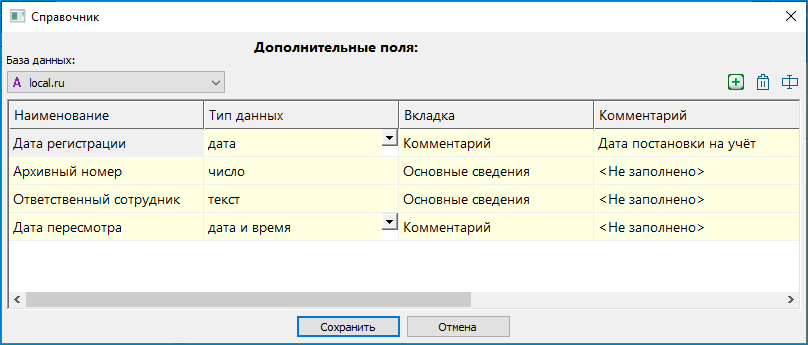 Справочник
Дополнительные поля:
База данных:
A local.ru
Наименование Тип данных Вкладка Комментарий
Дата регистрации дата Комментарий Дата постановки на учёт
Архивный номер число Основные сведения <Не заполнено>
Ответственный сотрудник текст Основные сведения <Не заполнено>
Дата пересмотра дата и время Комментарий <Не заполнено>
Сохранить Отмена